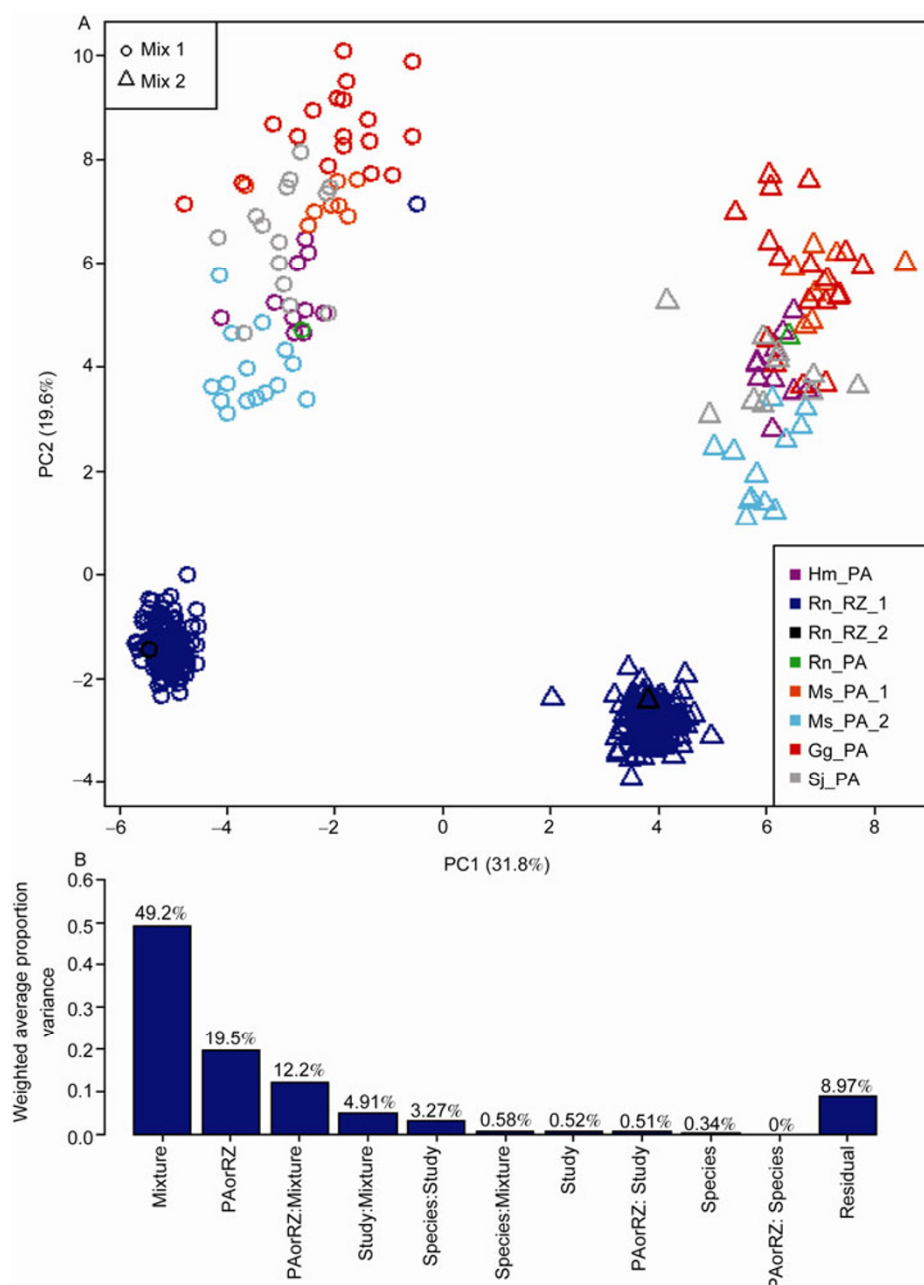 A
Mix 1
Mix 2
10
8
6
4
2
0
−2
−4
PC2 (19.6%)
Hm_PA
Rn_RZ_1
Rn_RZ_2
Rn_PA
Ms_PA_1
Ms_PA_2
Gg_PA
Sj_PA
−6
−4
−2
0
2
4
6
8
PC1 (31.8%)
B
Weighted average proportion
variance
0.6
0.5
0.4
0.3
0.2
0.1
0.0
49.2%
19.5%
12.2%
4.91%
3.27%
0.58%
0.52%
0.51%
0.34%
0%
8.97%
Mixture
PAorRZ
PAorRZ:Mixture
Study:Mixture
Species:Study
Species:Mixture
Study
PAorRZ: Study
Species
PAorRZ: Species
Residual